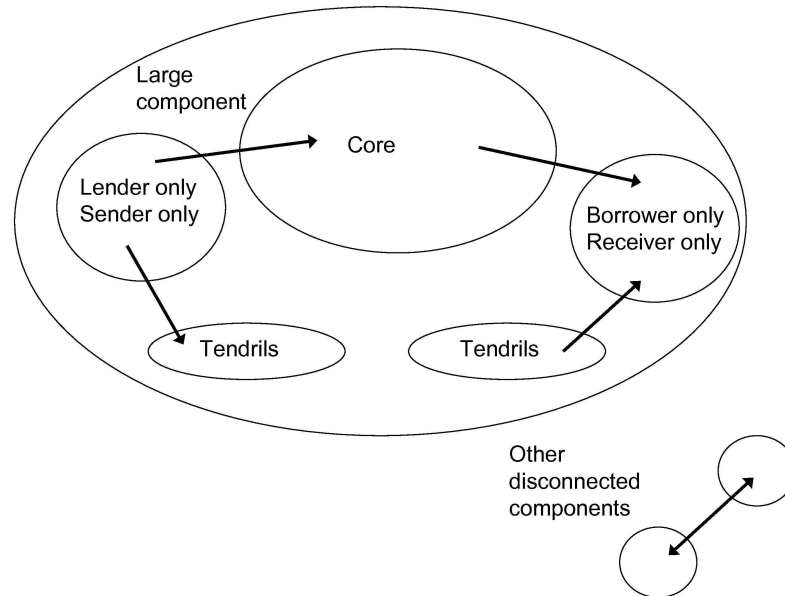 Large
component
Core
Lender only
Sender only
Borrower only
Receiver only
Tendrils
Tendrils
Other
disconnected
components